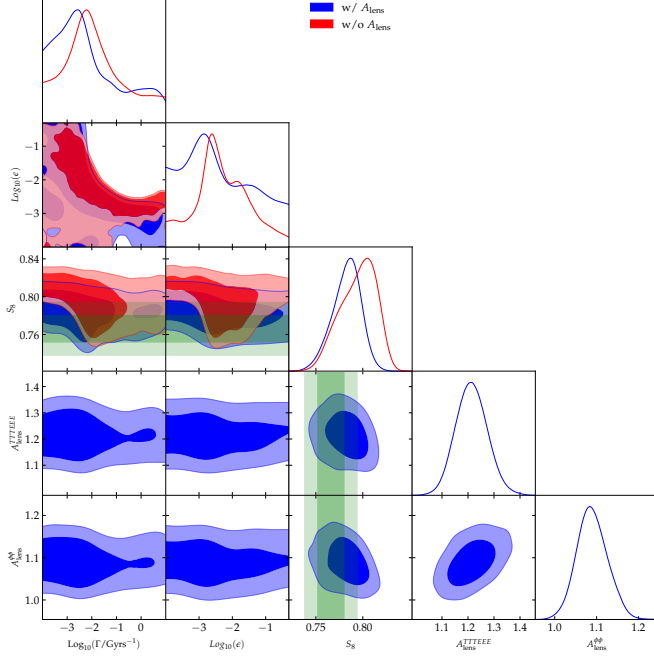 w/ A_lens
w/o A_lens
−1
−2
−3
Log10(ϵ)
0.84
0.80
0.76
S8
1.4
1.3
1.2
1.1
A_lens^TTTEEE
1.2
1.1
1.0
A_lens^ϕϕ
−3 −2 −1 0
−2 −1
0.75 0.80
1.1 1.2 1.3 1.4
1.0 1.1 1.2
Log10(Γ/Gyrs−1)
Log10(ϵ)
S8
A_lens^TTTEEE
A_lens^ϕϕ